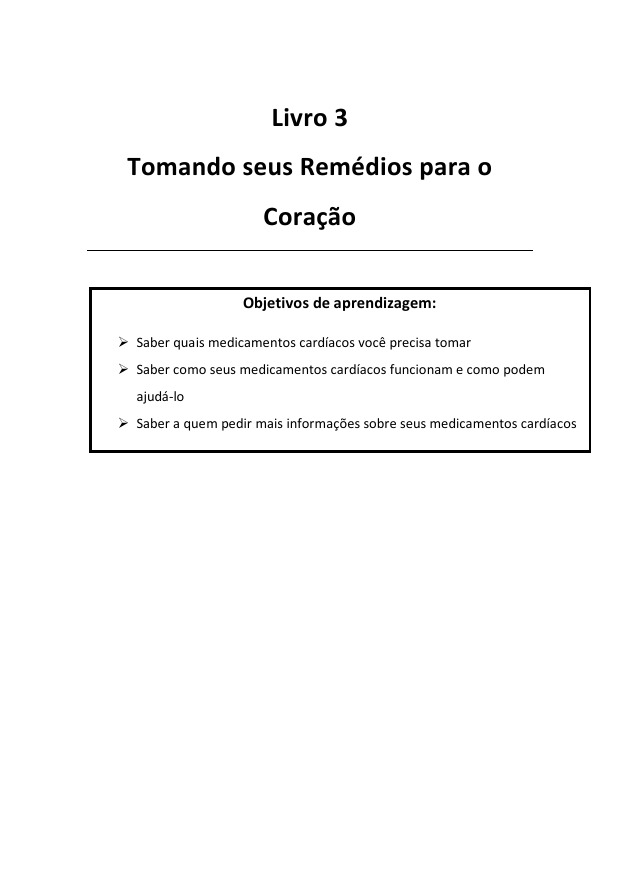 Livro 3
Tomando seus Remédios para o
Coração
Objetivos de aprendizagem:
➢ Saber quais medicamentos cardíacos você precisa tomar
➢ Saber como seus medicamentos cardíacos funcionam e como podem
ajudá-lo
➢ Saber a quem pedir mais informações sobre seus medicamentos cardíacos